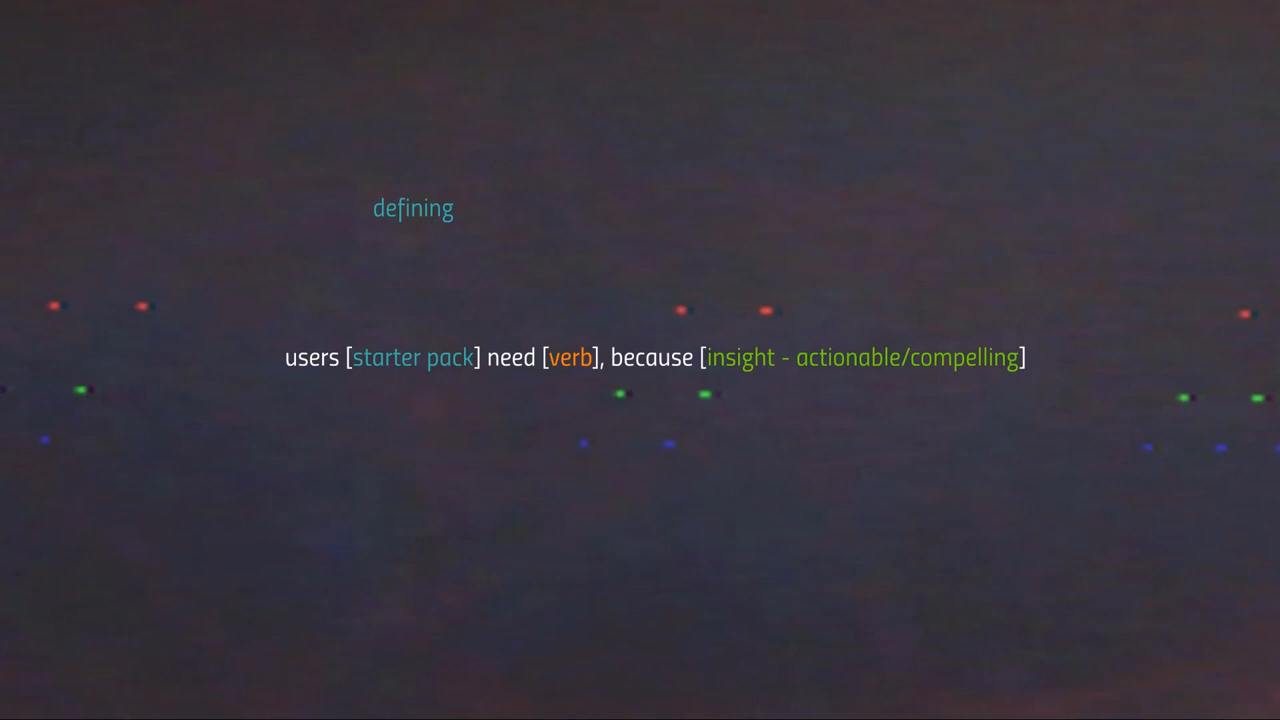 defining
users [starter pack] need [verb], because [insight - actionable/compelling]